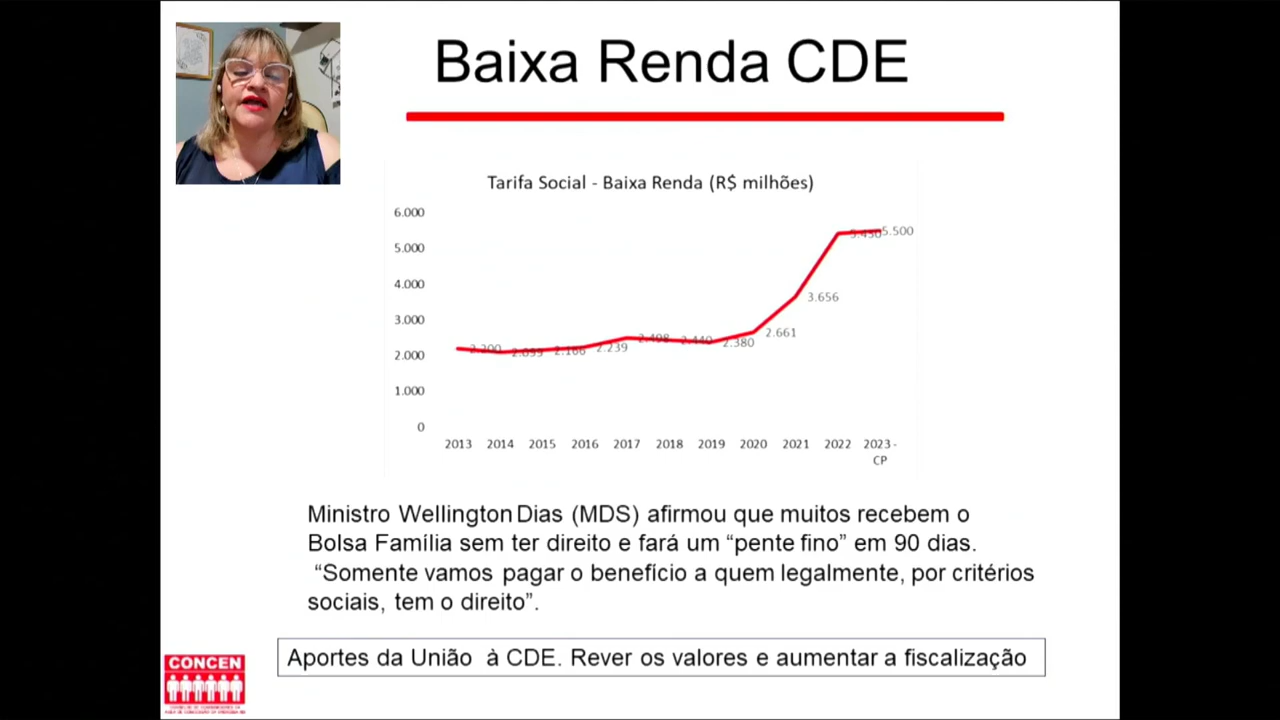 Baixa Renda CDE
Tarifa Social - Baixa Renda (R$ milhões)
6.000
5.000
4.000
3.000
2.000
1.000
0
2.200
2.099
2.166
2.239
2.498
2.440
2.380
2.661
3.656
5.430
5.500
2013 2014 2015 2016 2017 2018 2019 2020 2021 2022 2023 -
CP
Ministro Wellington Dias (MDS) afirmou que muitos recebem o
Bolsa Família sem ter direito e fará um “pente fino” em 90 dias.
“Somente vamos pagar o benefício a quem legalmente, por critérios
sociais, tem o direito”.
Aportes da União à CDE. Rever os valores e aumentar a fiscalização
CONCEN